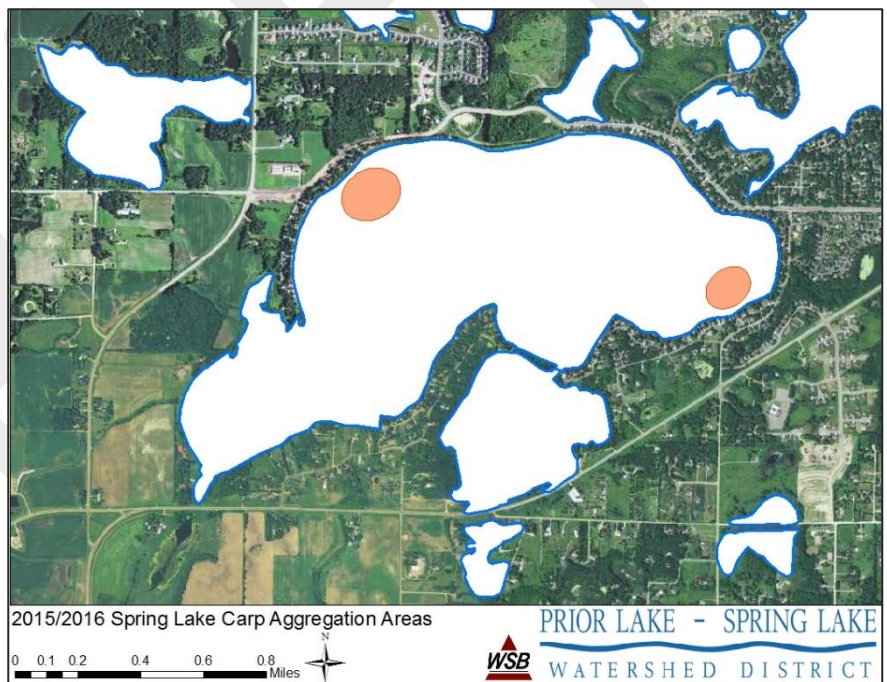 2015/2016 Spring Lake Carp Aggregation Areas
0 0.1 0.2 0.4 0.6 0.8
Miles
N
WSB
PRIOR LAKE - SPRING LAKE
WATERSHED DISTRICT